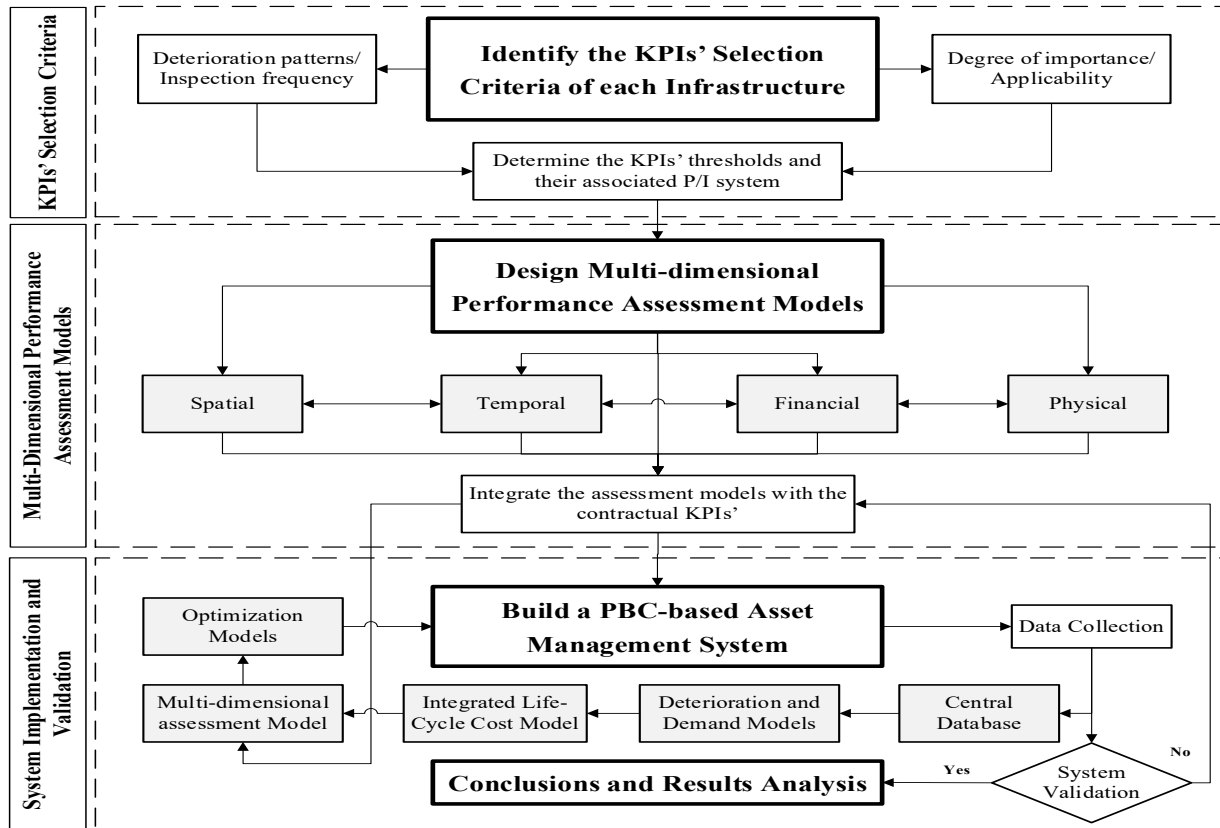 KPIs' Selection Criteria
Identify the KPIs' Selection
Criteria of each Infrastructure
Deterioration patterns/
Inspection frequency
Degree of importance/
Applicability
Determine the KPIs' thresholds and
their associated P/I system
Multi-Dimensional Performance
Assessment Models
Design Multi-dimensional
Performance Assessment Models
Spatial
Temporal
Financial
Physical
Integrate the assessment models with the
contractual KPIs'
System Implementation and
Validation
Optimization
Models
Build a PBC-based Asset
Management System
Data Collection
Multi-dimensional
assessment Model
Integrated Life-
Cycle Cost Model
Deterioration and
Demand Models
Central
Database
Conclusions and Results Analysis
Yes
System
Validation
No